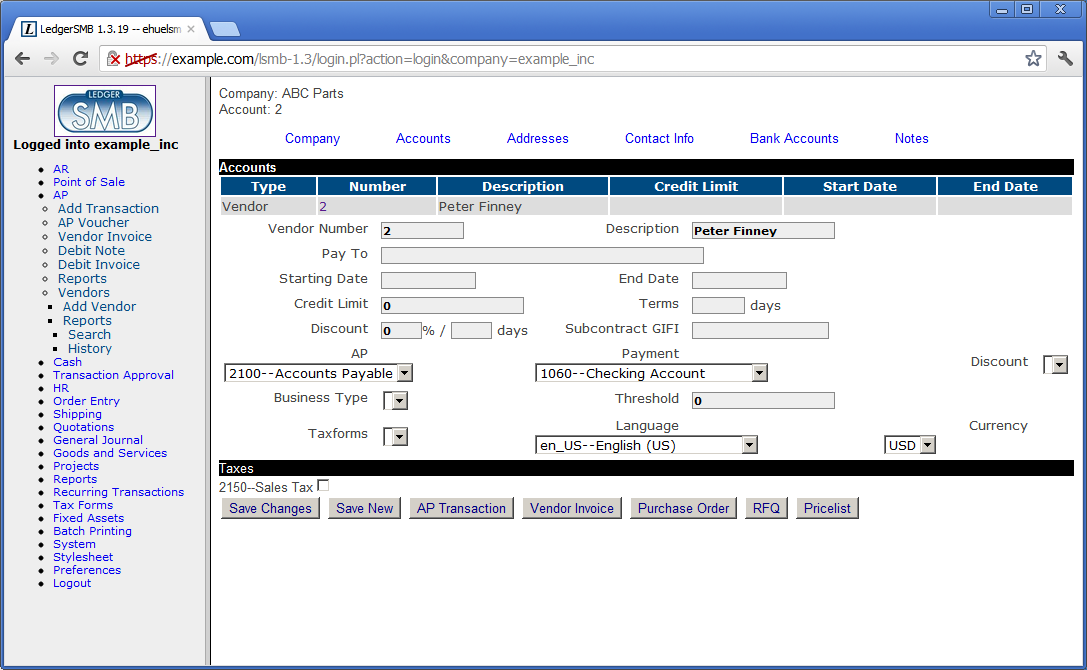 LedgerSMB 1.3.19 -- ehuelsm
https://example.com/lsmb-1.3/login.pl?action=login&company=example_inc
LEDGER
SMB
Logged into example_inc
AR
Point of Sale
AP
Add Transaction
AP Voucher
Vendor Invoice
Debit Note
Debit Invoice
Reports
Vendors
Add Vendor
Reports
Search
History
Cash
Transaction Approval
HR
Order Entry
Shipping
Quotations
General Journal
Goods and Services
Projects
Reports
Recurring Transactions
Tax Forms
Fixed Assets
Batch Printing
System
Stylesheet
Preferences
Logout
Company: ABC Parts
Account: 2
Company Accounts Addresses Contact Info Bank Accounts Notes
Accounts
Type Number Description Credit Limit Start Date End Date
Vendor 2 Peter Finney
Vendor Number 2 Description Peter Finney
Pay To
Starting Date End Date
Credit Limit 0 Terms days
Discount 0 % / days Subcontract GIFI
AP Payment
2100--Accounts Payable 1060--Checking Account Discount
Business Type Threshold 0
Taxforms Language Currency
en_US--English (US) USD
Taxes
2150--Sales Tax
Save Changes Save New AP Transaction Vendor Invoice Purchase Order RFQ Pricelist